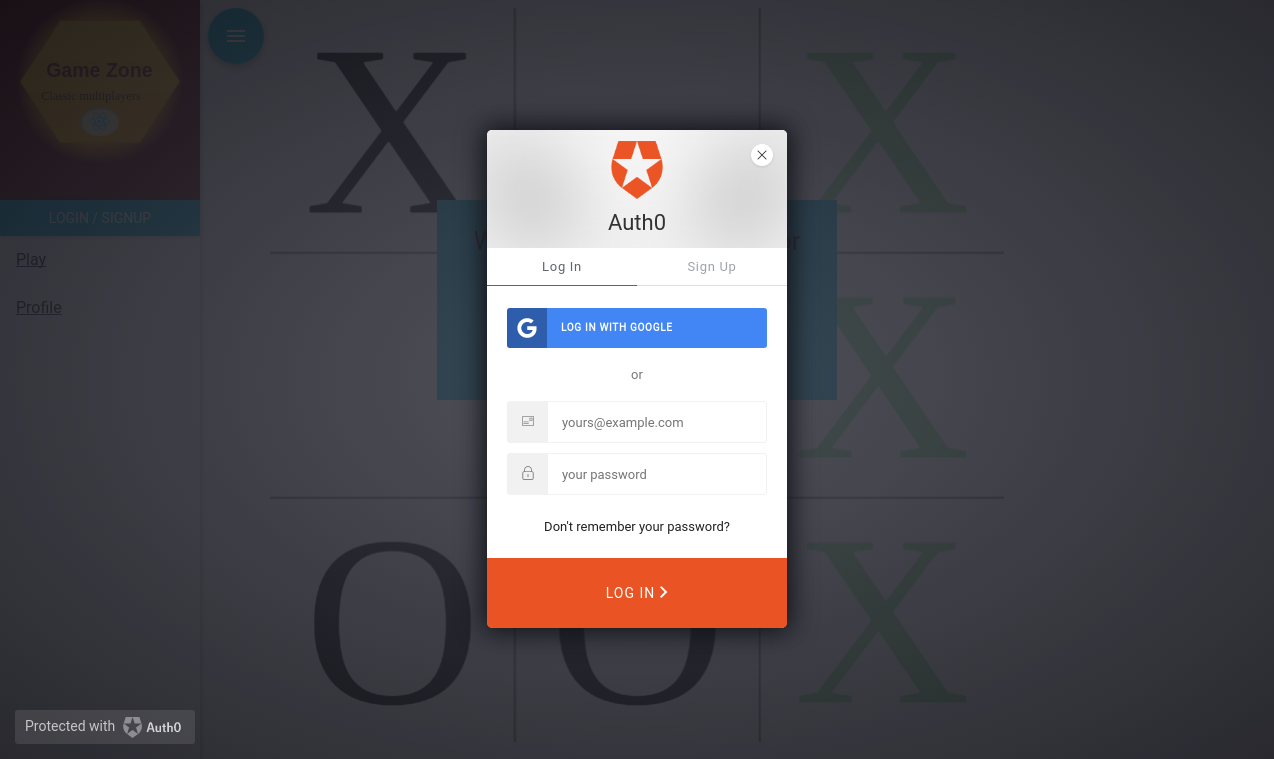 Game Zone
Classic multiplayers
LOGIN / SIGNUP
Play
Profile
X
X
X
O
O
X
Auth0
Log In
Sign Up
LOG IN WITH GOOGLE
or
yours@example.com
your password
Don't remember your password?
LOG IN
Protected with Auth0